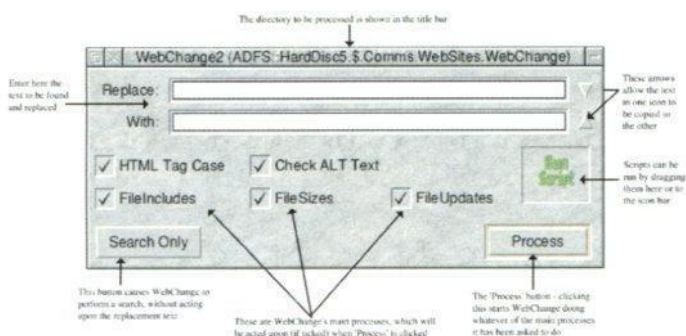 The directory to be processed is shown in the title bar
WebChange2 (ADFS::HardDisc5.$.Comms.WebSites.WebChange)
Enter here the
text to be found
and replaced
Replace:
With:
These arrows
allow the text
in one icon to
be copied to
the other
HTML Tag Case
Check ALT Text
FileIncludes
FileSizes
FileUpdates
Run
Script
Scripts can be
run by dragging
them here or to
the icon bar
Search Only
Process
This button causes WebChange to
perform a search, without acting
upon the replacement text
These are WebChange's main processes, which will
be acted upon (if ticked) when 'Process' is clicked
The 'Process' button - clicking
this starts WebChange doing
whatever of the main processes
it has been asked to do